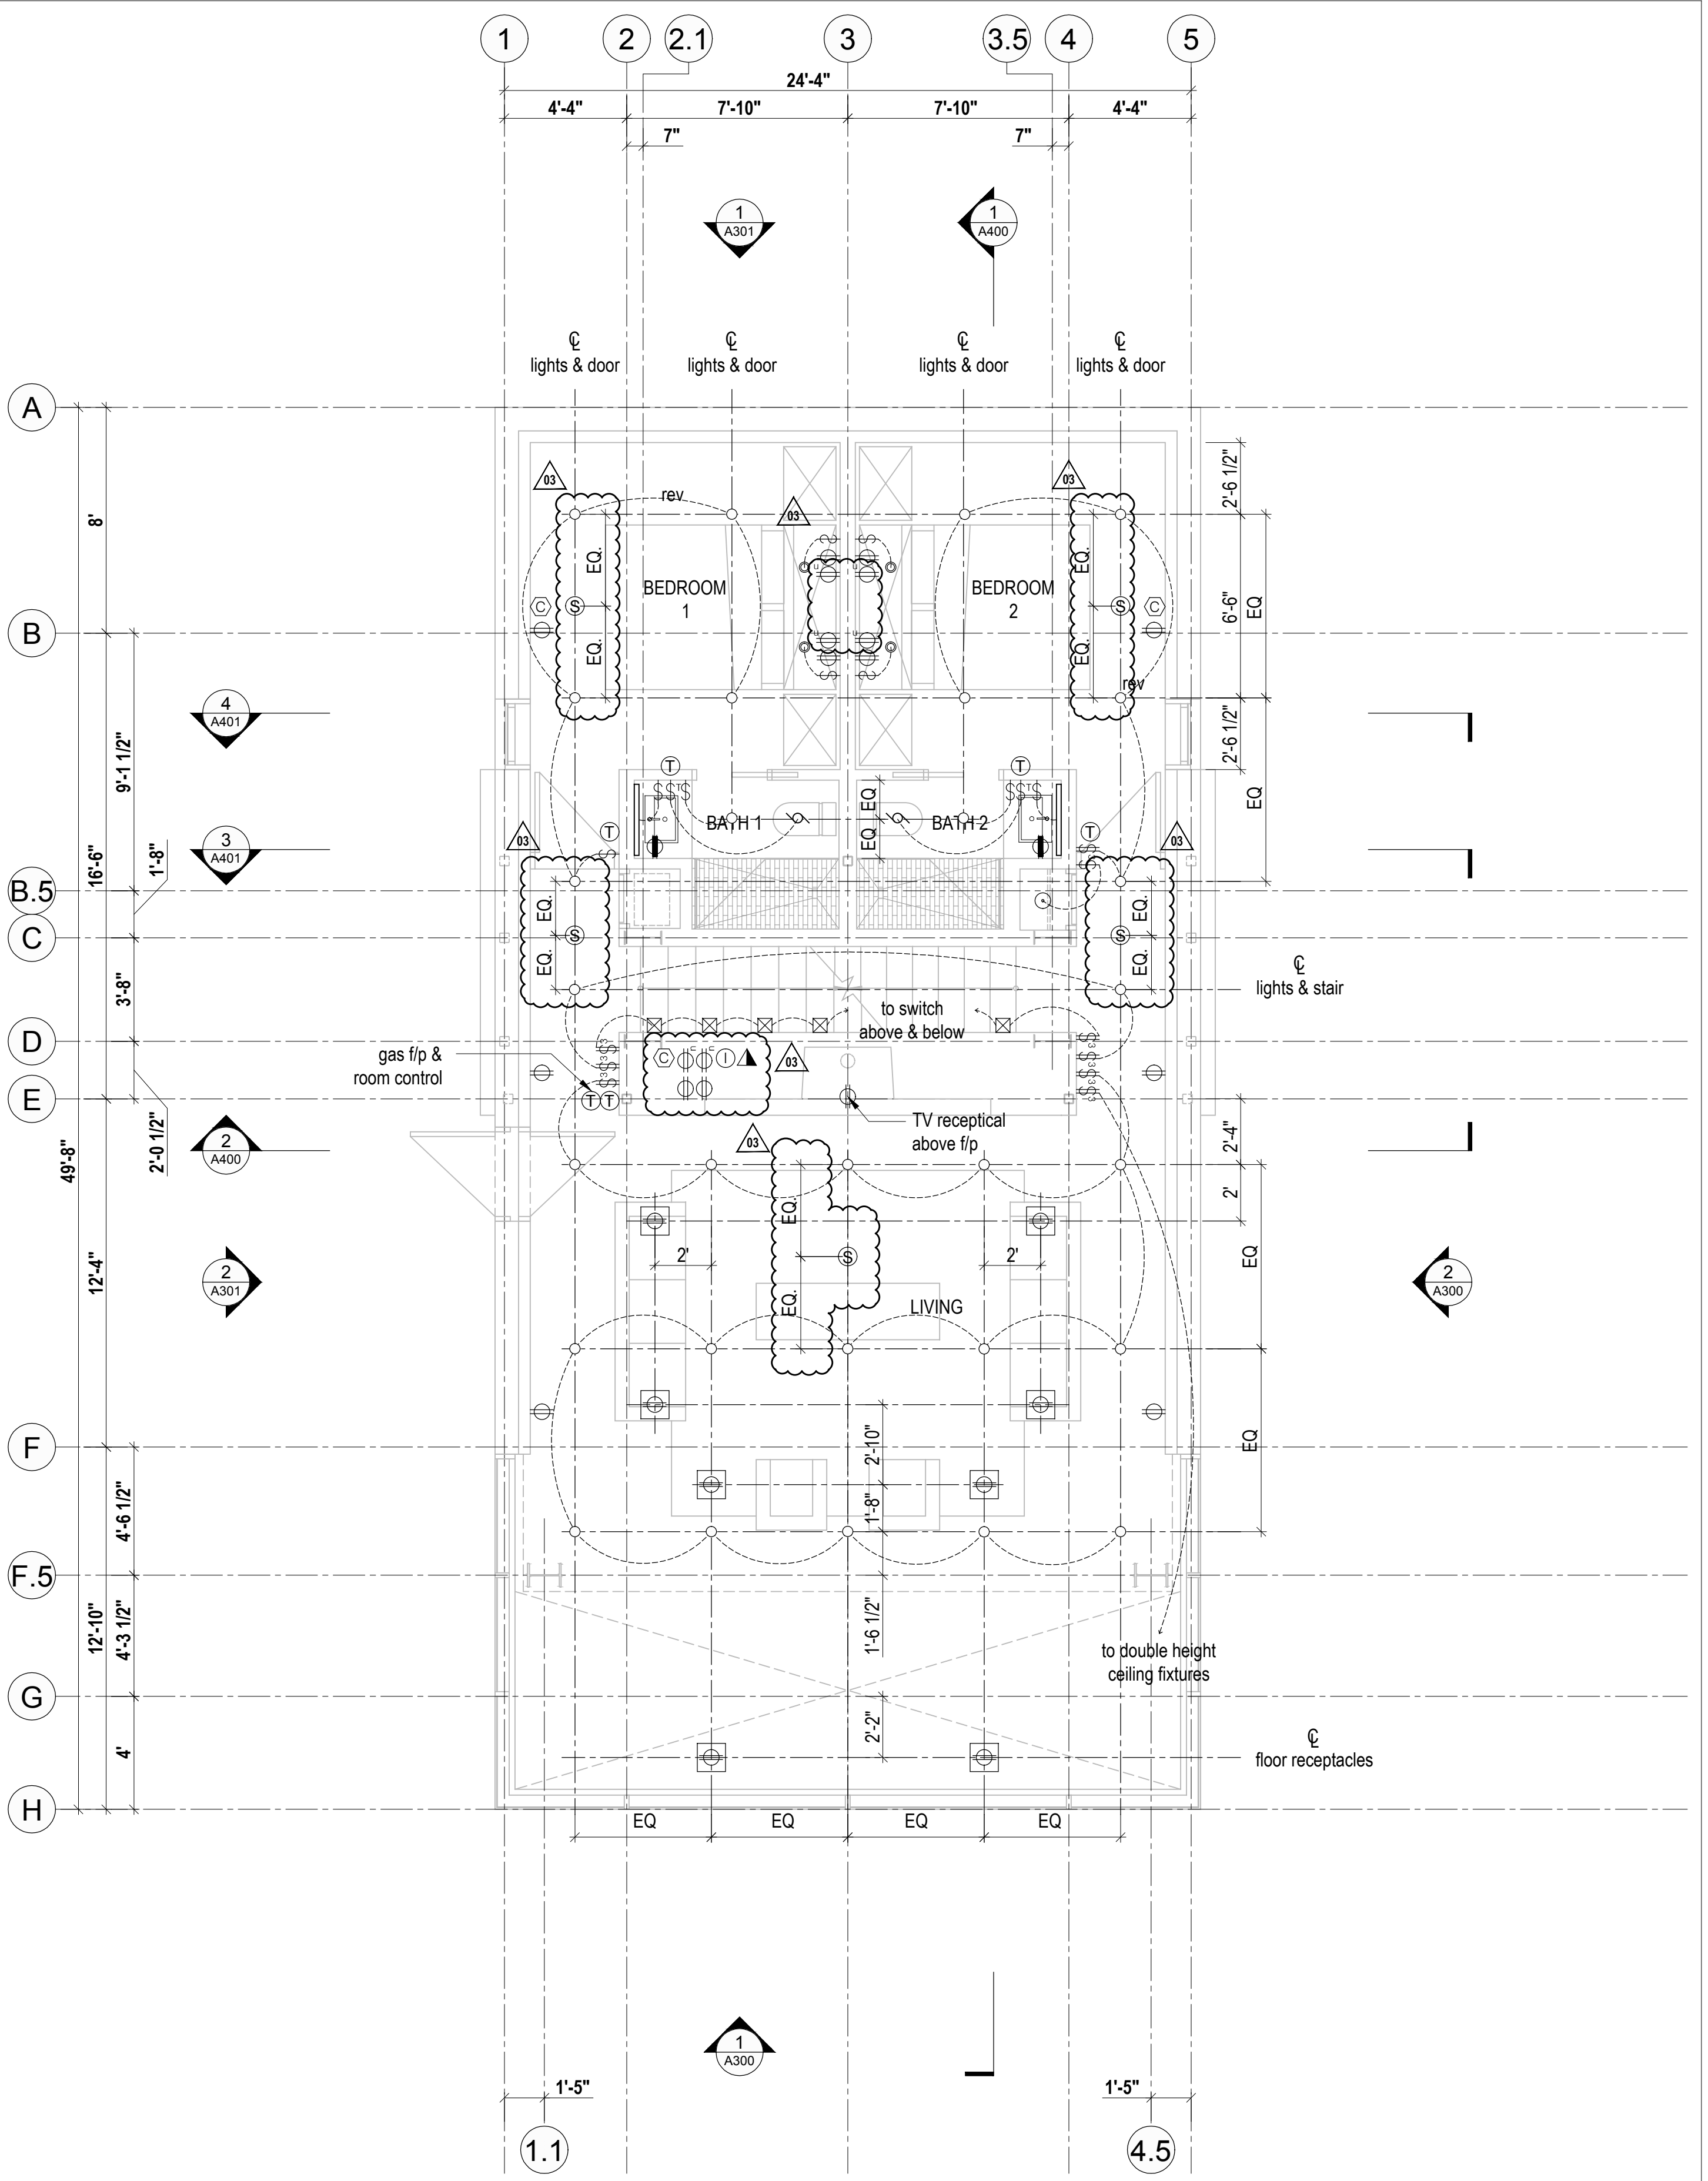 1 2 2.1 3 3.5 4 5
24'-4"
4'-4" 7'-10" 7'-10" 4'-4"
7" 7"
1
A301
1
A400
℄ ℄ ℄ ℄
lights & door lights & door lights & door lights & door
A
2'-6 1/2"
03 03
rev
03
8'
EQ. EQ.
BEDROOM
1
BEDROOM
2
u u
C S S C
6'-6" EQ
B
u u
EQ. EQ.
rev
4
A401
2'-6 1/2"
9'-1 1/2"
T T
$ $T $ $ $T $
EQ
EQ
BATH 1 BATH 2
EQ
03 T T 03
3
A401
16'-6"
1'-8"
B.5
EQ. EQ.
C
S S
EQ. EQ.
℄
lights & stair
3'-8"
to switch
above & below
D
gas f/p &
room control
$3 $3 $3
C u u I
03
$3 $3 $3 $3
E
T T
TV receptical
above f/p
2'-4"
2
A400
2'-0 1/2"
49'-8"
03
2'
EQ.
2' S 2'
EQ
12'-4"
2
A301
2
A300
EQ.
LIVING
F
2'-10"
EQ
1'-8"
4'-6 1/2"
F.5
12'-10"
4'-3 1/2"
1'-6 1/2"
to double height
ceiling fixtures
G
2'-2"
4'
℄
floor receptacles
H
EQ EQ EQ EQ
1
A300
1'-5" 1'-5"
1.1 4.5